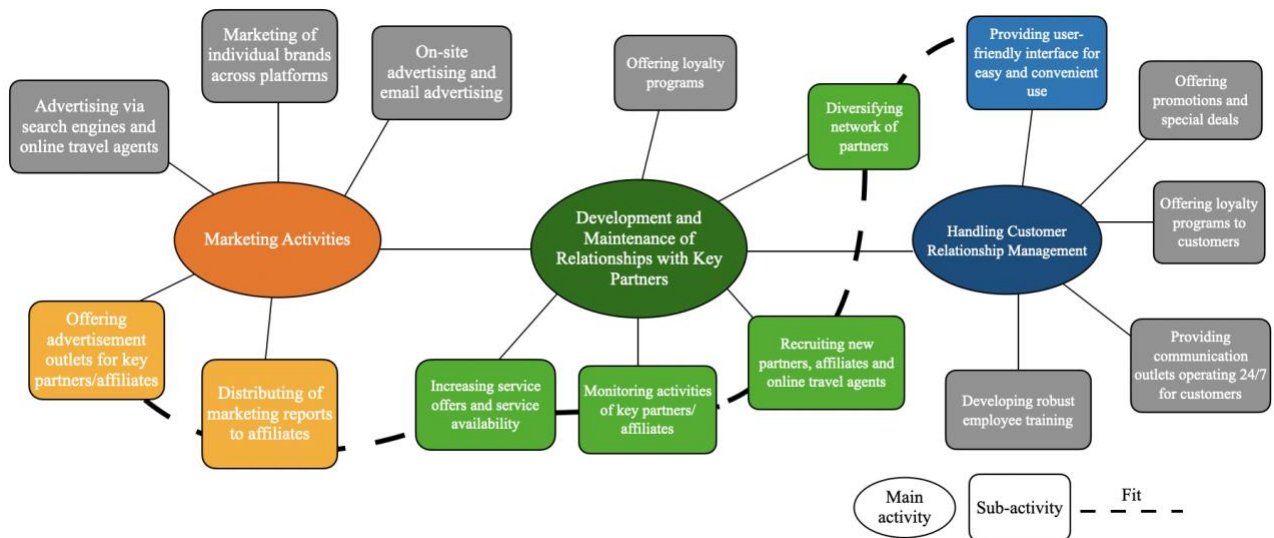 Marketing of
individual brands
across platforms
On-site
advertising and
email advertising
Advertising via
search engines and
online travel agents
Marketing Activities
Offering
advertisement
outlets for key
partners/affiliates
Distributing of
marketing reports
to affiliates
Offering loyalty
programs
Diversifying
network of
partners
Development and
Maintenance of
Relationships with Key
Partners
Increasing service
offers and service
availability
Monitoring activities
of key partners/
affiliates
Recruiting new
partners, affiliates and
online travel agents
Providing user-
friendly interface for
easy and convenient
use
Offering
promotions and
special deals
Handling Customer
Relationship Management
Offering loyalty
programs to
customers
Providing
communication
outlets operating 24/7
for customers
Developing robust
employee training
Main
activity
Sub-activity
Fit